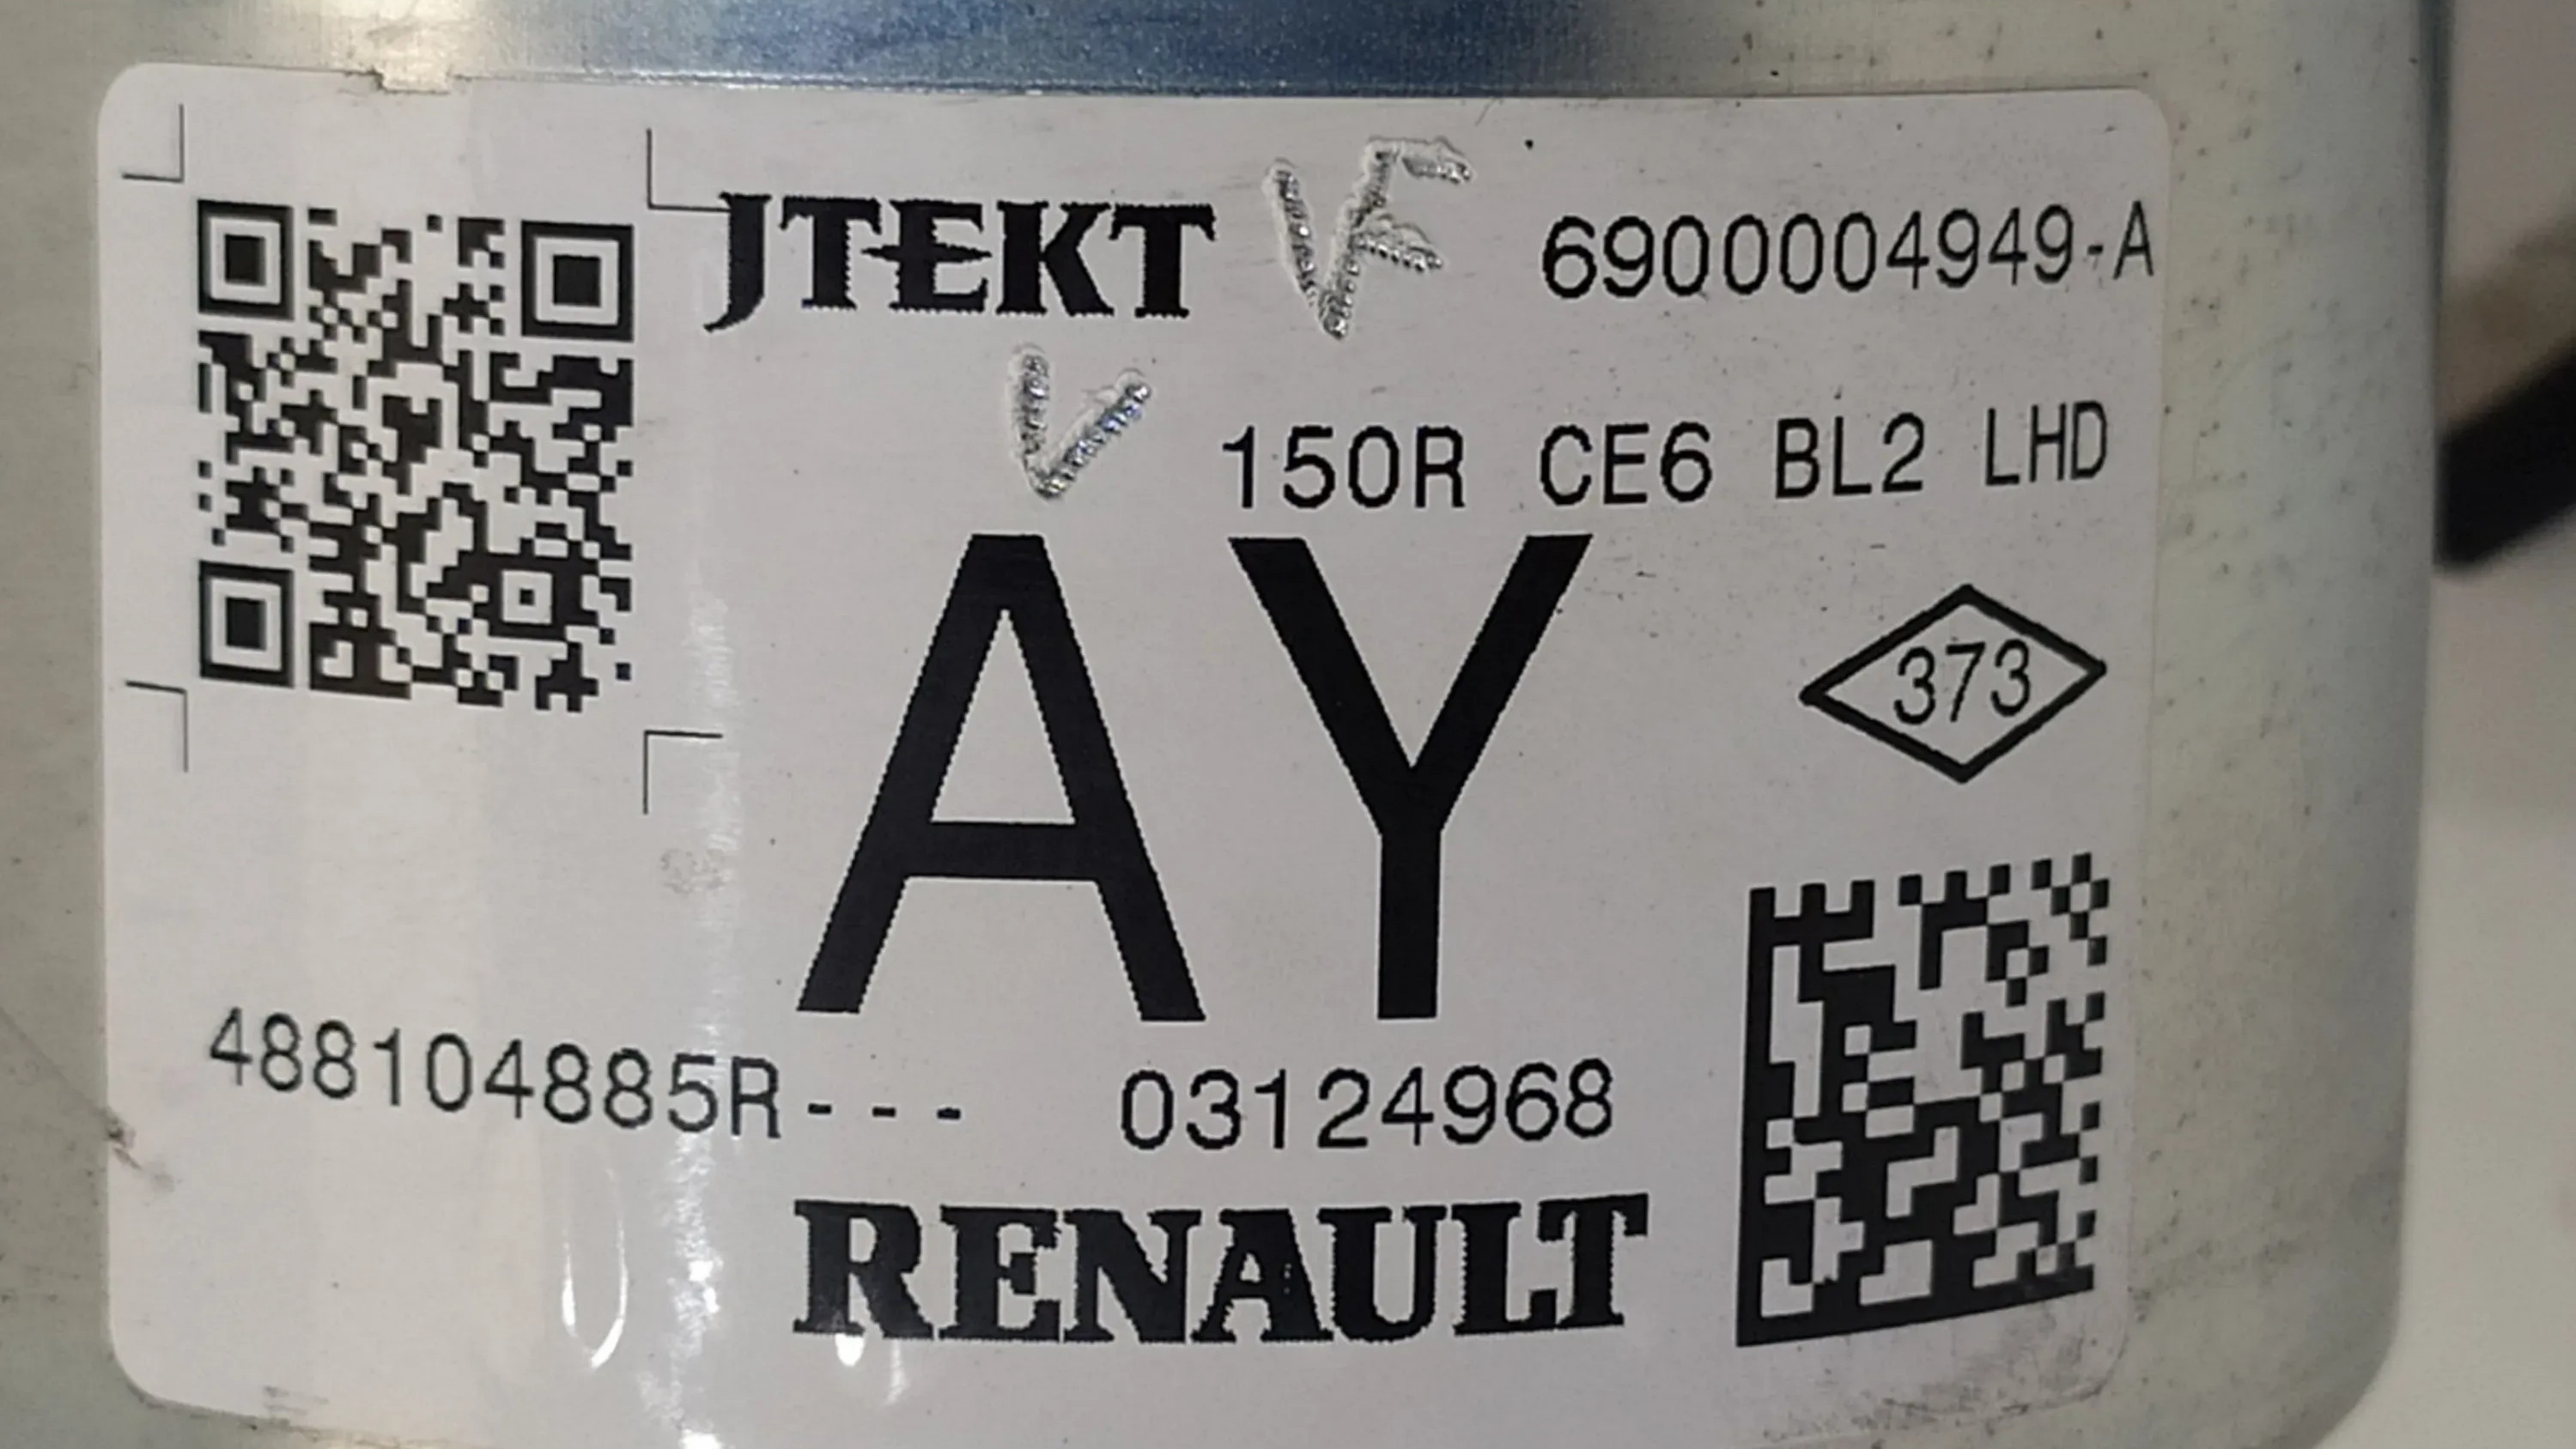 JTEKT VF 6900004949-A
V 150R CE6 BL2 LHD
AY
373
488104885R--- 03124968
RENAULT